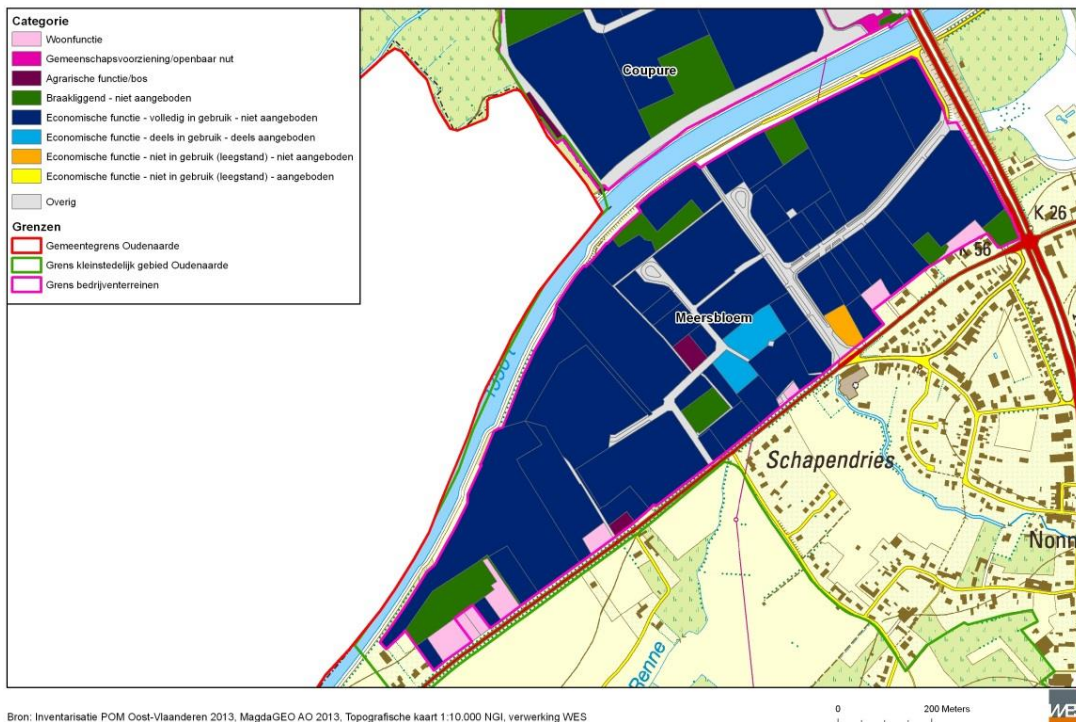 Categorie
Woonfunctie
Gemeenschapsvoorziening/openbaar nut
Agrarische functie/bos
Braakliggend - niet aangeboden
Economische functie - volledig in gebruik - niet aangeboden
Economische functie - deels in gebruik - deels aangeboden
Economische functie - niet in gebruik (leegstand) - niet aangeboden
Economische functie - niet in gebruik (leegstand) - aangeboden
Overig
Grenzen
Gemeentegrens Oudenaarde
Grens kleinstedelijk gebied Oudenaarde
Grens bedrijventerreinen
Coupure
K 26
K 56
Meersbloem
1350 t
Schapendries
Nonn
Benne
Bron: Inventarisatie POM Oost-Vlaanderen 2013, MagdaGEO AO 2013, Topografische kaart 1:10.000 NGI, verwerking WES
0 200 Meters